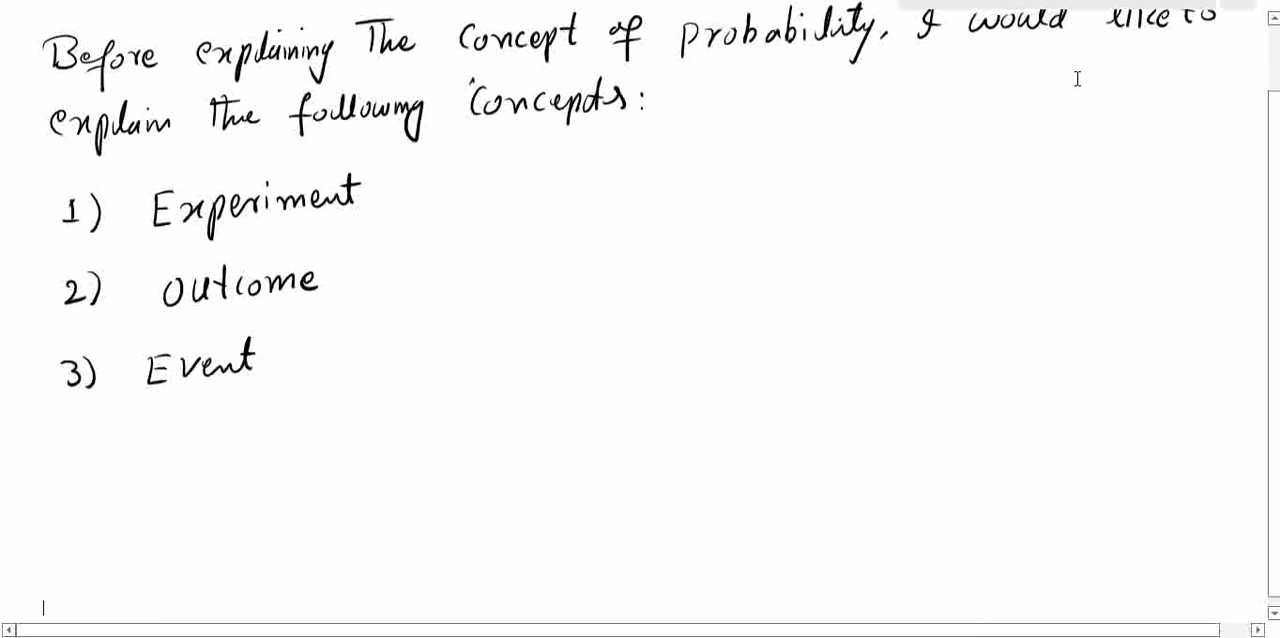 Before explaining The Concept of probability, I would like to
explain the following Concepts:
1) Experiment
2) Outcome
3) Event